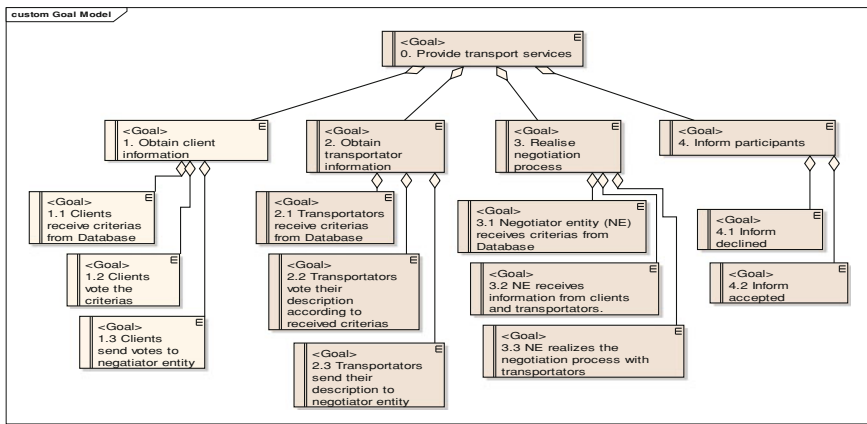 custom Goal Model
<Goal>
0. Provide transport services
<Goal>
1. Obtain client
information
<Goal>
2. Obtain
transportator
information
<Goal>
3. Realise
negotiation
process
<Goal>
4. Inform participants
<Goal>
1.1 Clients
receive criterias
from Database
<Goal>
1.2 Clients
vote the
criterias
<Goal>
1.3 Clients
send votes to
negatiator entity
<Goal>
2.1 Transportators
receive criterias
from Database
<Goal>
2.2 Transportators
vote their
description
according to
received criterias
<Goal>
2.3 Transportators
send their
description to
negotiator entity
<Goal>
3.1 Negotiator entity (NE)
receives criterias from
Database
<Goal>
3.2 NE receives
information from clients
and transportators.
<Goal>
3.3 NE realizes the
negotiation process with
transportators
<Goal>
4.1 Inform
declined
<Goal>
4.2 Inform
accepted